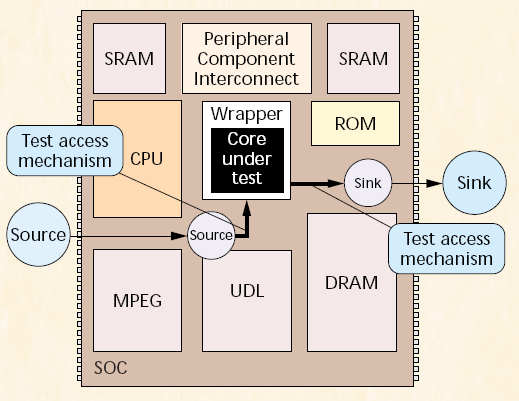 SRAM
Peripheral
Component
Interconnect
SRAM
Wrapper
Core
under
test
ROM
Test access
mechanism
CPU
Sink
Sink
Source
Source
Test access
mechanism
MPEG
UDL
DRAM
SOC